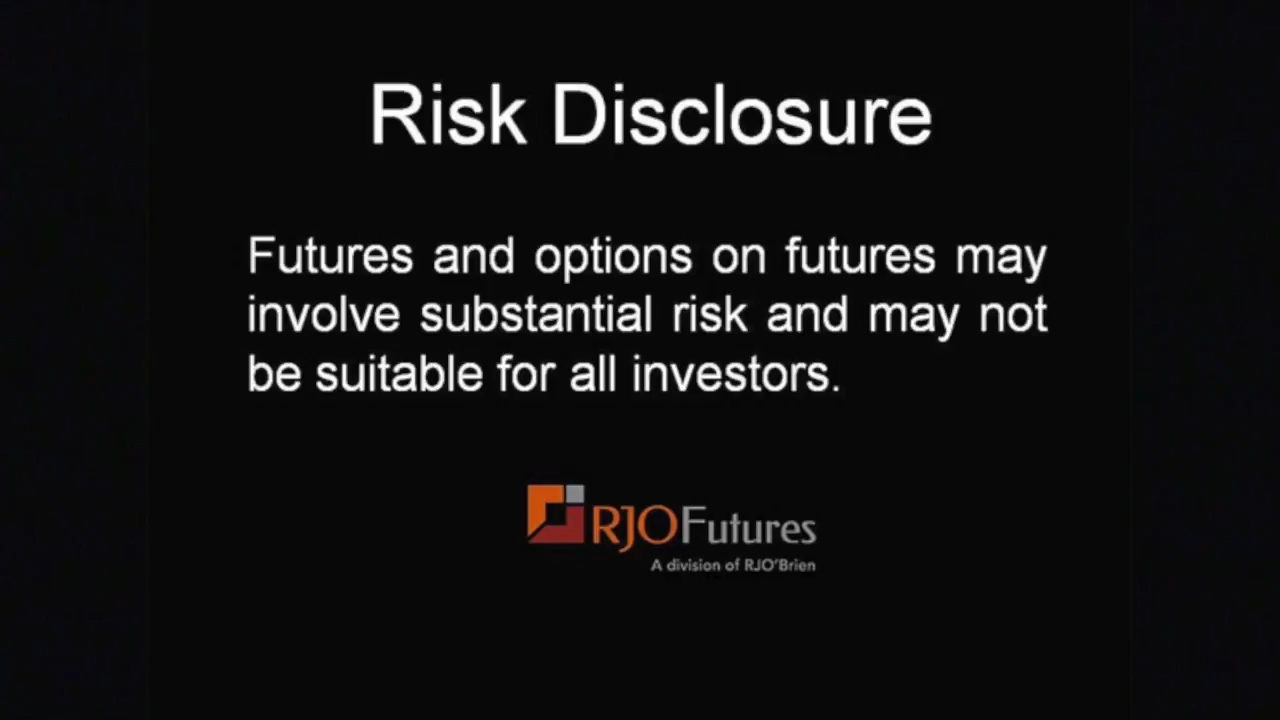 Risk Disclosure
Futures and options on futures may
involve substantial risk and may not
be suitable for all investors.
RJOFutures
A division of RJO'Brien